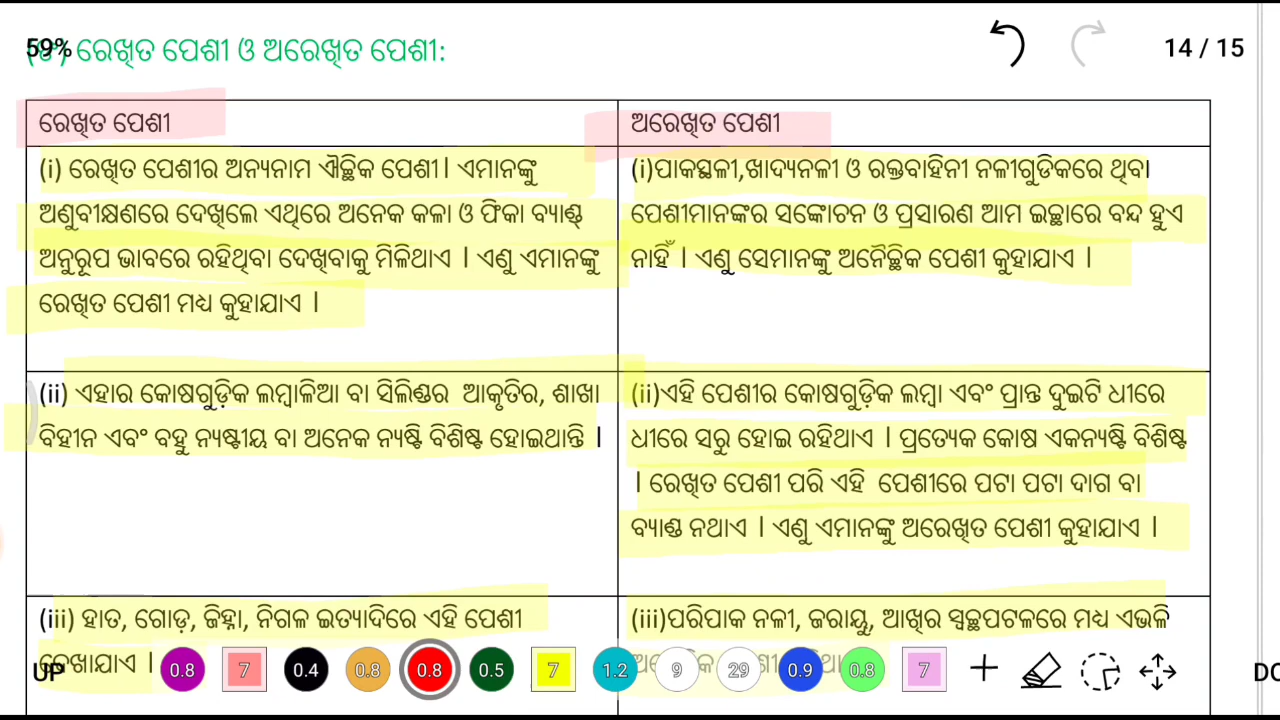 59%
ରେଖିତ ପେଶୀ ଓ ଅରେଖିତ ପେଶୀ:
14 / 15
ରେଖିତ ପେଶୀ
ଅରେଖିତ ପେଶୀ
(i) ରେଖିତ ପେଶୀର ଅନ୍ୟନାମ ଐଚ୍ଛିକ ପେଶୀ। ଏମାନଙ୍କୁ
ଅଣୁବୀକ୍ଷଣରେ ଦେଖିଲେ ଏଥିରେ ଅନେକ କଳା ଓ ଫିକା ବ୍ୟାଣ୍ଟ୍
ଅନୁରୂପ ଭାବରେ ରହିଥିବା ଦେଖିବାକୁ ମିଳିଥାଏ । ଏଣୁ ଏମାନଙ୍କୁ
ରେଖିତ ପେଶୀ ମଧ୍ୟ କୁହାଯାଏ ।
(i)ପାକସ୍ଥଳୀ,ଖାଦ୍ୟନଳୀ ଓ ରକ୍ତବାହିନୀ ନଳୀଗୁଡିକରେ ଥିବା
ପେଶୀମାନଙ୍କର ସଙ୍କୋଚନ ଓ ପ୍ରସାରଣ ଆମ ଇଚ୍ଛାରେ ବନ୍ଦ ହୁଏ
ନାହିଁ । ଏଣୁ ସେମାନଙ୍କୁ ଅନୈଚ୍ଛିକ ପେଶୀ କୁହାଯାଏ ।
(ii) ଏହାର କୋଷଗୁଡ଼ିକ ଲମ୍ବାଳିଆ ବା ସିଲିଣ୍ଡର ଆକୃତିର, ଶାଖା
ବିହୀନ ଏବଂ ବହୁ ନ୍ୟଷ୍ଟୀୟ ବା ଅନେକ ନ୍ୟଷ୍ଟି ବିଶିଷ୍ଟ ହୋଇଥାନ୍ତି ।
(ii)ଏହି ପେଶୀର କୋଷଗୁଡ଼ିକ ଲମ୍ବା ଏବଂ ପ୍ରାନ୍ତ ଦୁଇଟି ଧୀରେ
ଧୀରେ ସରୁ ହୋଇ ରହିଥାଏ । ପ୍ରତ୍ୟେକ କୋଷ ଏକନ୍ୟଷ୍ଟି ବିଶିଷ୍ଟ
। ରେଖିତ ପେଶୀ ପରି ଏହି ପେଶୀରେ ପଟା ପଟା ଦାଗ ବା
ବ୍ୟାଣ୍ଡ ନଥାଏ । ଏଣୁ ଏମାନଙ୍କୁ ଅରେଖିତ ପେଶୀ କୁହାଯାଏ ।
(iii) ହାତ, ଗୋଡ଼, ଜିହ୍ନା, ନିଗଳ ଇତ୍ୟାଦିରେ ଏହି ପେଶୀ
ଦେଖାଯାଏ ।
(iii)ପରିପାକ ନଳୀ, ଜରାୟୁ, ଆଖିର ସ୍ୱଚ୍ଛପଟଳରେ ମଧ୍ୟ ଏଭଳି
UP 0.8 7 0.4 0.8 0.8 0.5 7 1.2 9 29 0.9 0.8 7